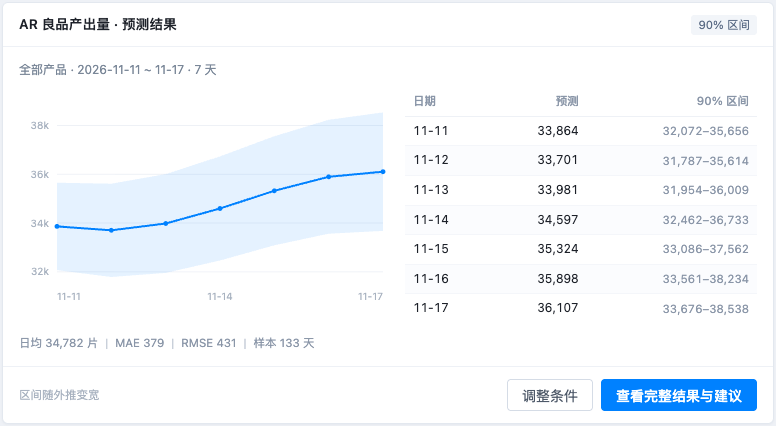 AR 良品产出量 · 预测结果
90% 区间
全部产品 · 2026-11-11 ~ 11-17 · 7 天
38k
36k
34k
32k
11-11
11-14
11-17
日期 预测 90% 区间
11-11 33,864 32,072–35,656
11-12 33,701 31,787–35,614
11-13 33,981 31,954–36,009
11-14 34,597 32,462–36,733
11-15 35,324 33,086–37,562
11-16 35,898 33,561–38,234
11-17 36,107 33,676–38,538
日均 34,782 片 | MAE 379 | RMSE 431 | 样本 133 天
区间随外推变宽
调整条件
查看完整结果与建议